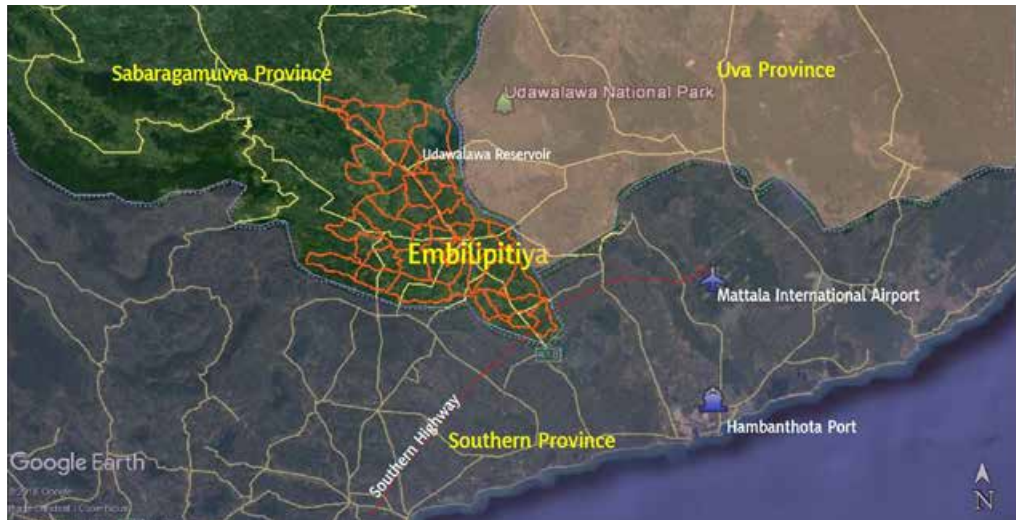 Sabaragamuwa Province
Uva Province
Udawalawa National Park
Udawalawa Reservoir
Embilipitiya
Mattala International Airport
Hambanthota Port
Southern Highway
Southern Province
Google Earth
N